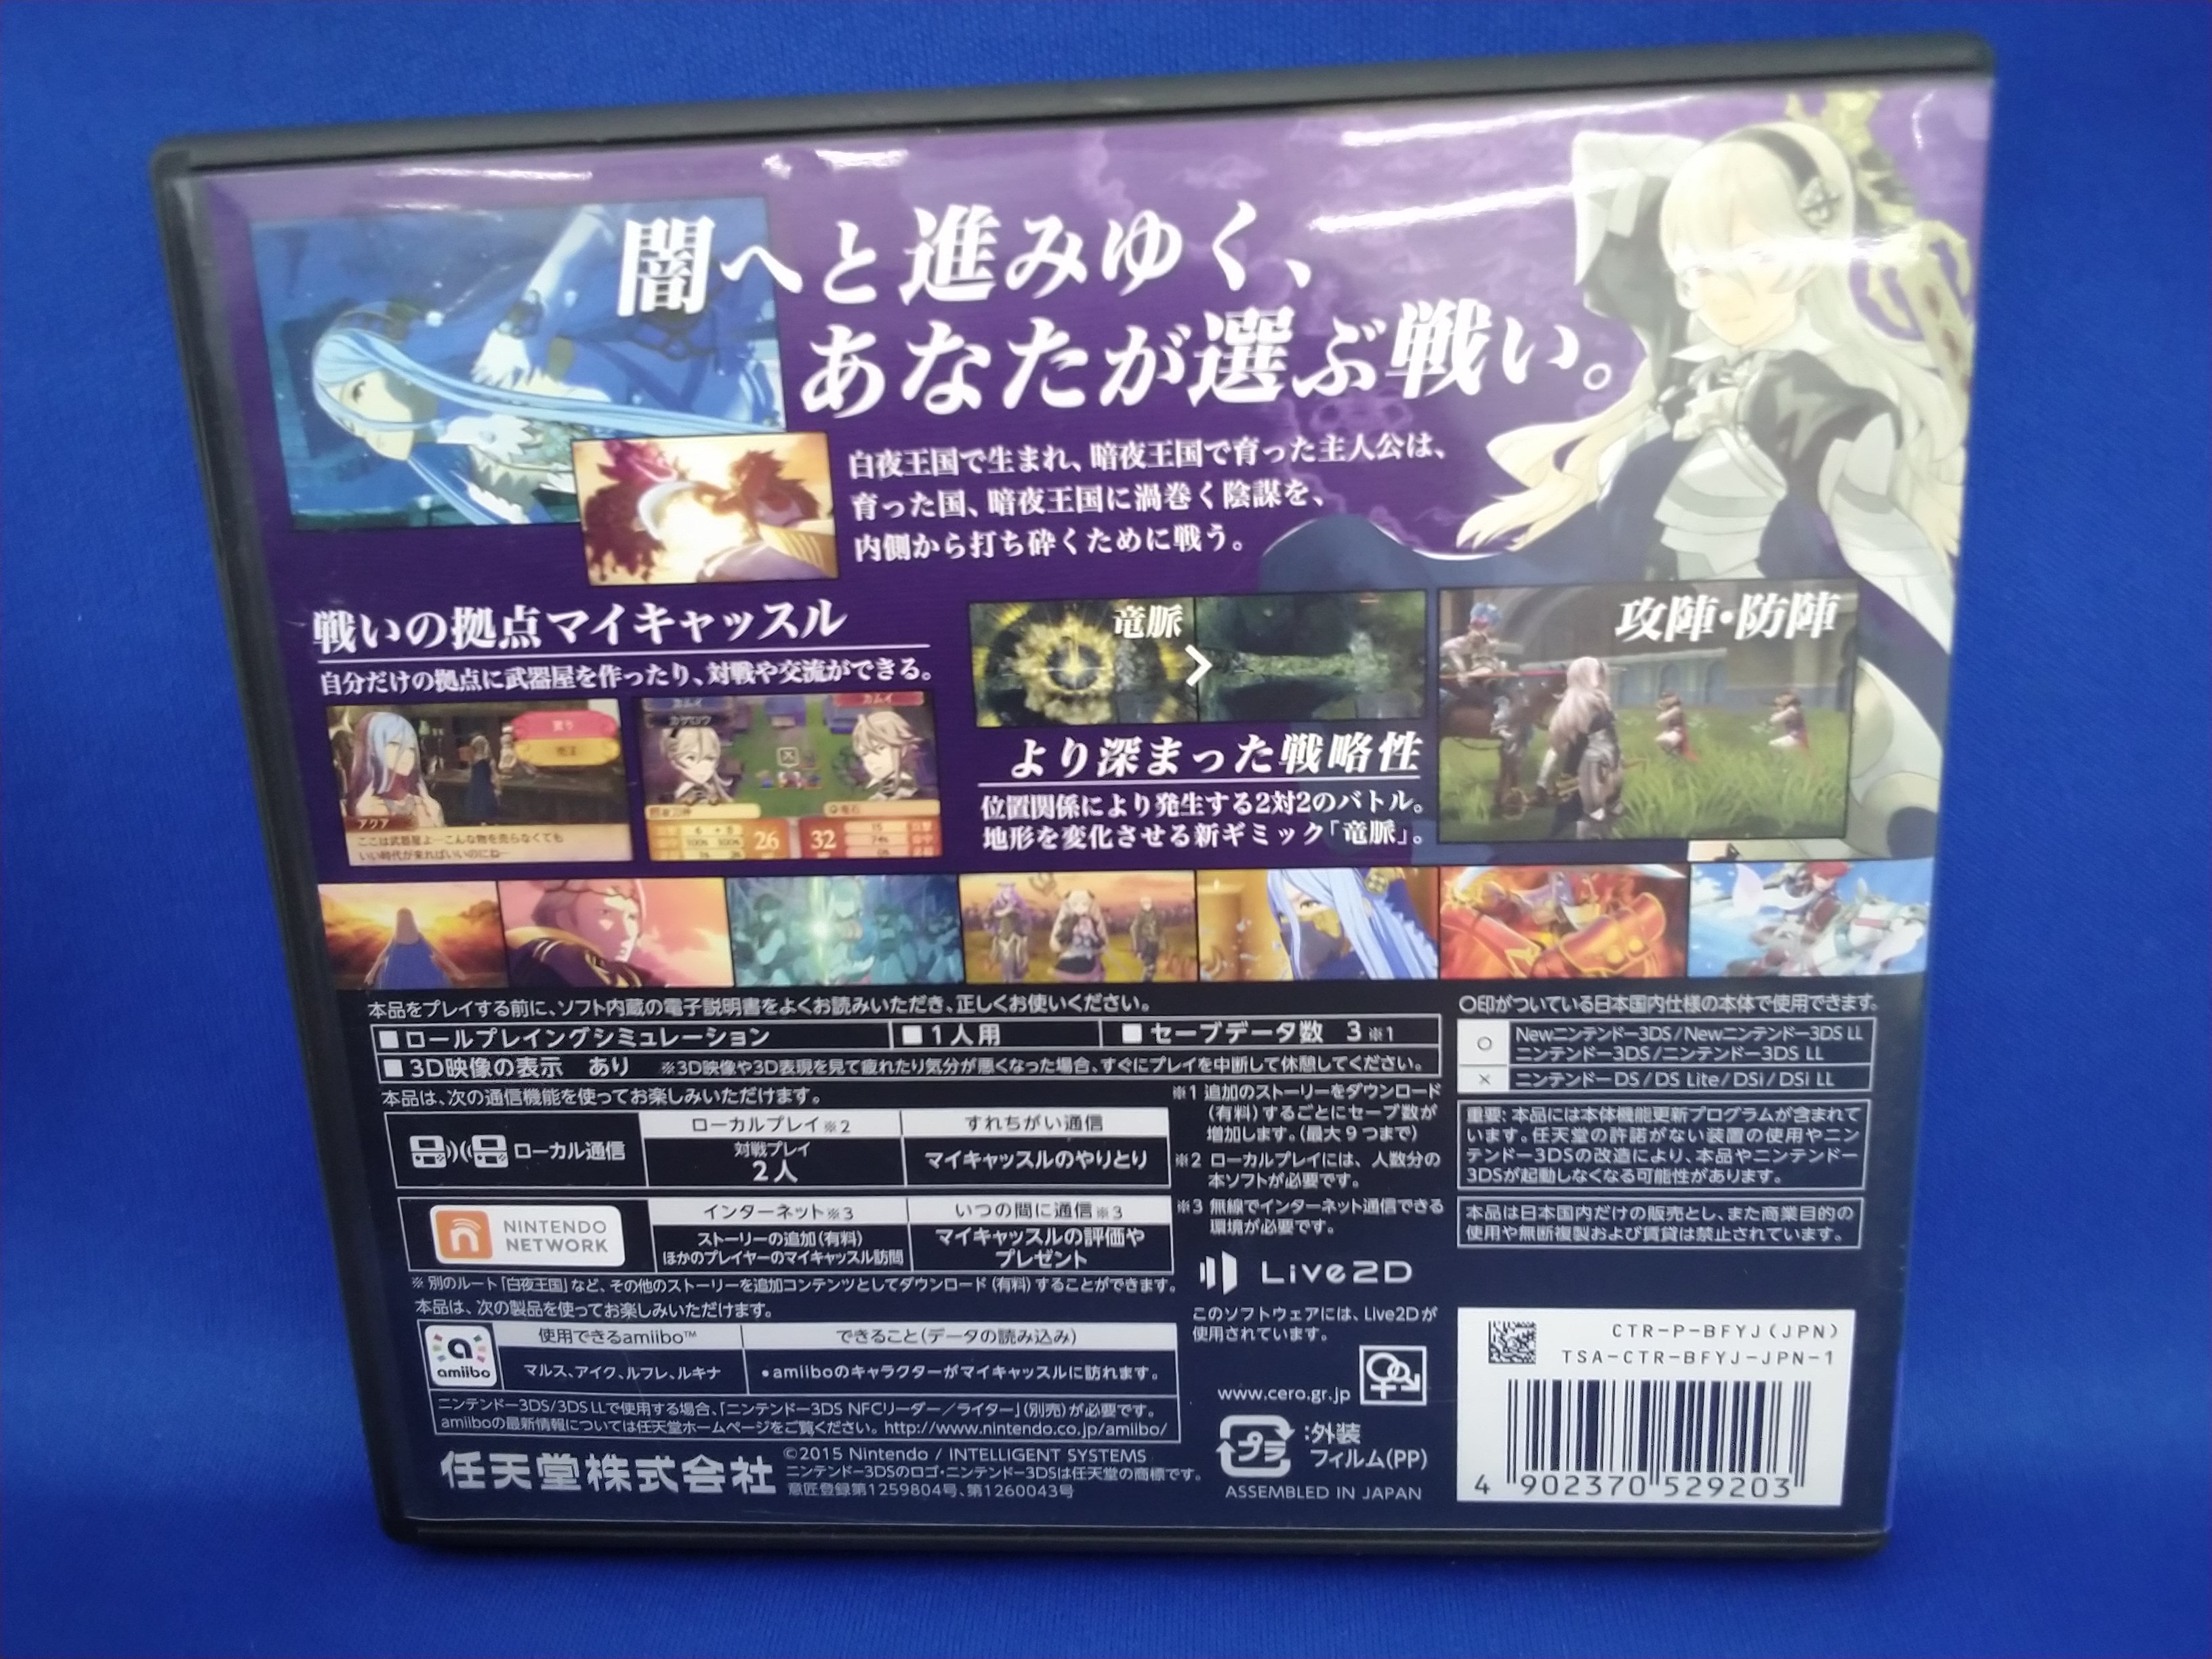 闇へと進みゆく、
あなたが選ぶ戦い。
白夜王国で生まれ、暗夜王国で育った主人公は、
育った国、暗夜王国に渦巻く陰謀を、
内側から打ち砕くために戦う。
戦いの拠点マイキャッスル
自分だけの拠点に武器屋を作ったり、対戦や交流ができる。
アクア
ここは武器屋よ…こんな物を売らなくても
いい時代が来ればいいのにね…
カムイ
カゲロウ
カムイ
26
32
竜脈
攻陣・防陣
より深まった戦略性
位置関係により発生する2対2のバトル。
地形を変化させる新ギミック「竜脈」。
本品をプレイする前に、ソフト内蔵の電子説明書をよくお読みいただき、正しくお使いください。
■ロールプレイングシミュレーション ■1人用 ■セーブデータ数 3 ※1
■3D映像の表示 あり ※3D映像や3D表現を見て疲れたり気分が悪くなった場合、すぐにプレイを中断して休憩してください。
本品は、次の通信機能を使ってお楽しみいただけます。
ローカル通信
ローカルプレイ※2
対戦プレイ
2人
すれちがい通信
マイキャッスルのやりとり
NINTENDO
NETWORK
インターネット※3
ストーリーの追加(有料)
ほかのプレイヤーのマイキャッスル訪問
いつの間に通信※3
マイキャッスルの評価や
プレゼント
※ 別のルート「白夜王国」など、その他のストーリーを追加コンテンツとしてダウンロード(有料)することができます。
※1 追加のストーリーをダウンロード
(有料)するごとにセーブ数が
増加します。(最大9つまで)
※2 ローカルプレイには、人数分の
本ソフトが必要です。
※3 無線でインターネット通信できる
環境が必要です。
本品は、次の製品を使ってお楽しみいただけます。
amiibo
使用できるamiibo™
マルス、アイク、ルフレ、ルキナ
できること(データの読み込み)
●amiiboのキャラクターがマイキャッスルに訪れます。
ニンテンドー3DS/3DS LLで使用する場合、「ニンテンドー3DS NFCリーダー/ライター」(別売)が必要です。
amiiboの最新情報については任天堂ホームページをご覧ください。http://www.nintendo.co.jp/amiibo/
任天堂株式会社
©2015 Nintendo / INTELLIGENT SYSTEMS
ニンテンドー3DSのロゴ・ニンテンドー3DSは任天堂の商標です。
意匠登録第1259804号、第1260043号
Live2D
このソフトウェアには、Live2Dが
使用されています。
www.cero.gr.jp
プラ
:外装
フィルム(PP)
ASSEMBLED IN JAPAN
○印がついている日本国内仕様の本体で使用できます。
○ Newニンテンドー3DS/Newニンテンドー3DS LL
ニンテンドー3DS/ニンテンドー3DS LL
× ニンテンドーDS/DS Lite/DSi/DSi LL
重要:本品には本体機能更新プログラムが含まれて
います。任天堂の許諾がない装置の使用やニン
テンドー3DSの改造により、本品やニンテンドー
3DSが起動しなくなる可能性があります。
本品は日本国内だけの販売とし、また商業目的の
使用や無断複製および賃貸は禁止されています。
CTR-P-BFYJ(JPN)
TSA-CTR-BFYJ-JPN-1
4 902370 529203